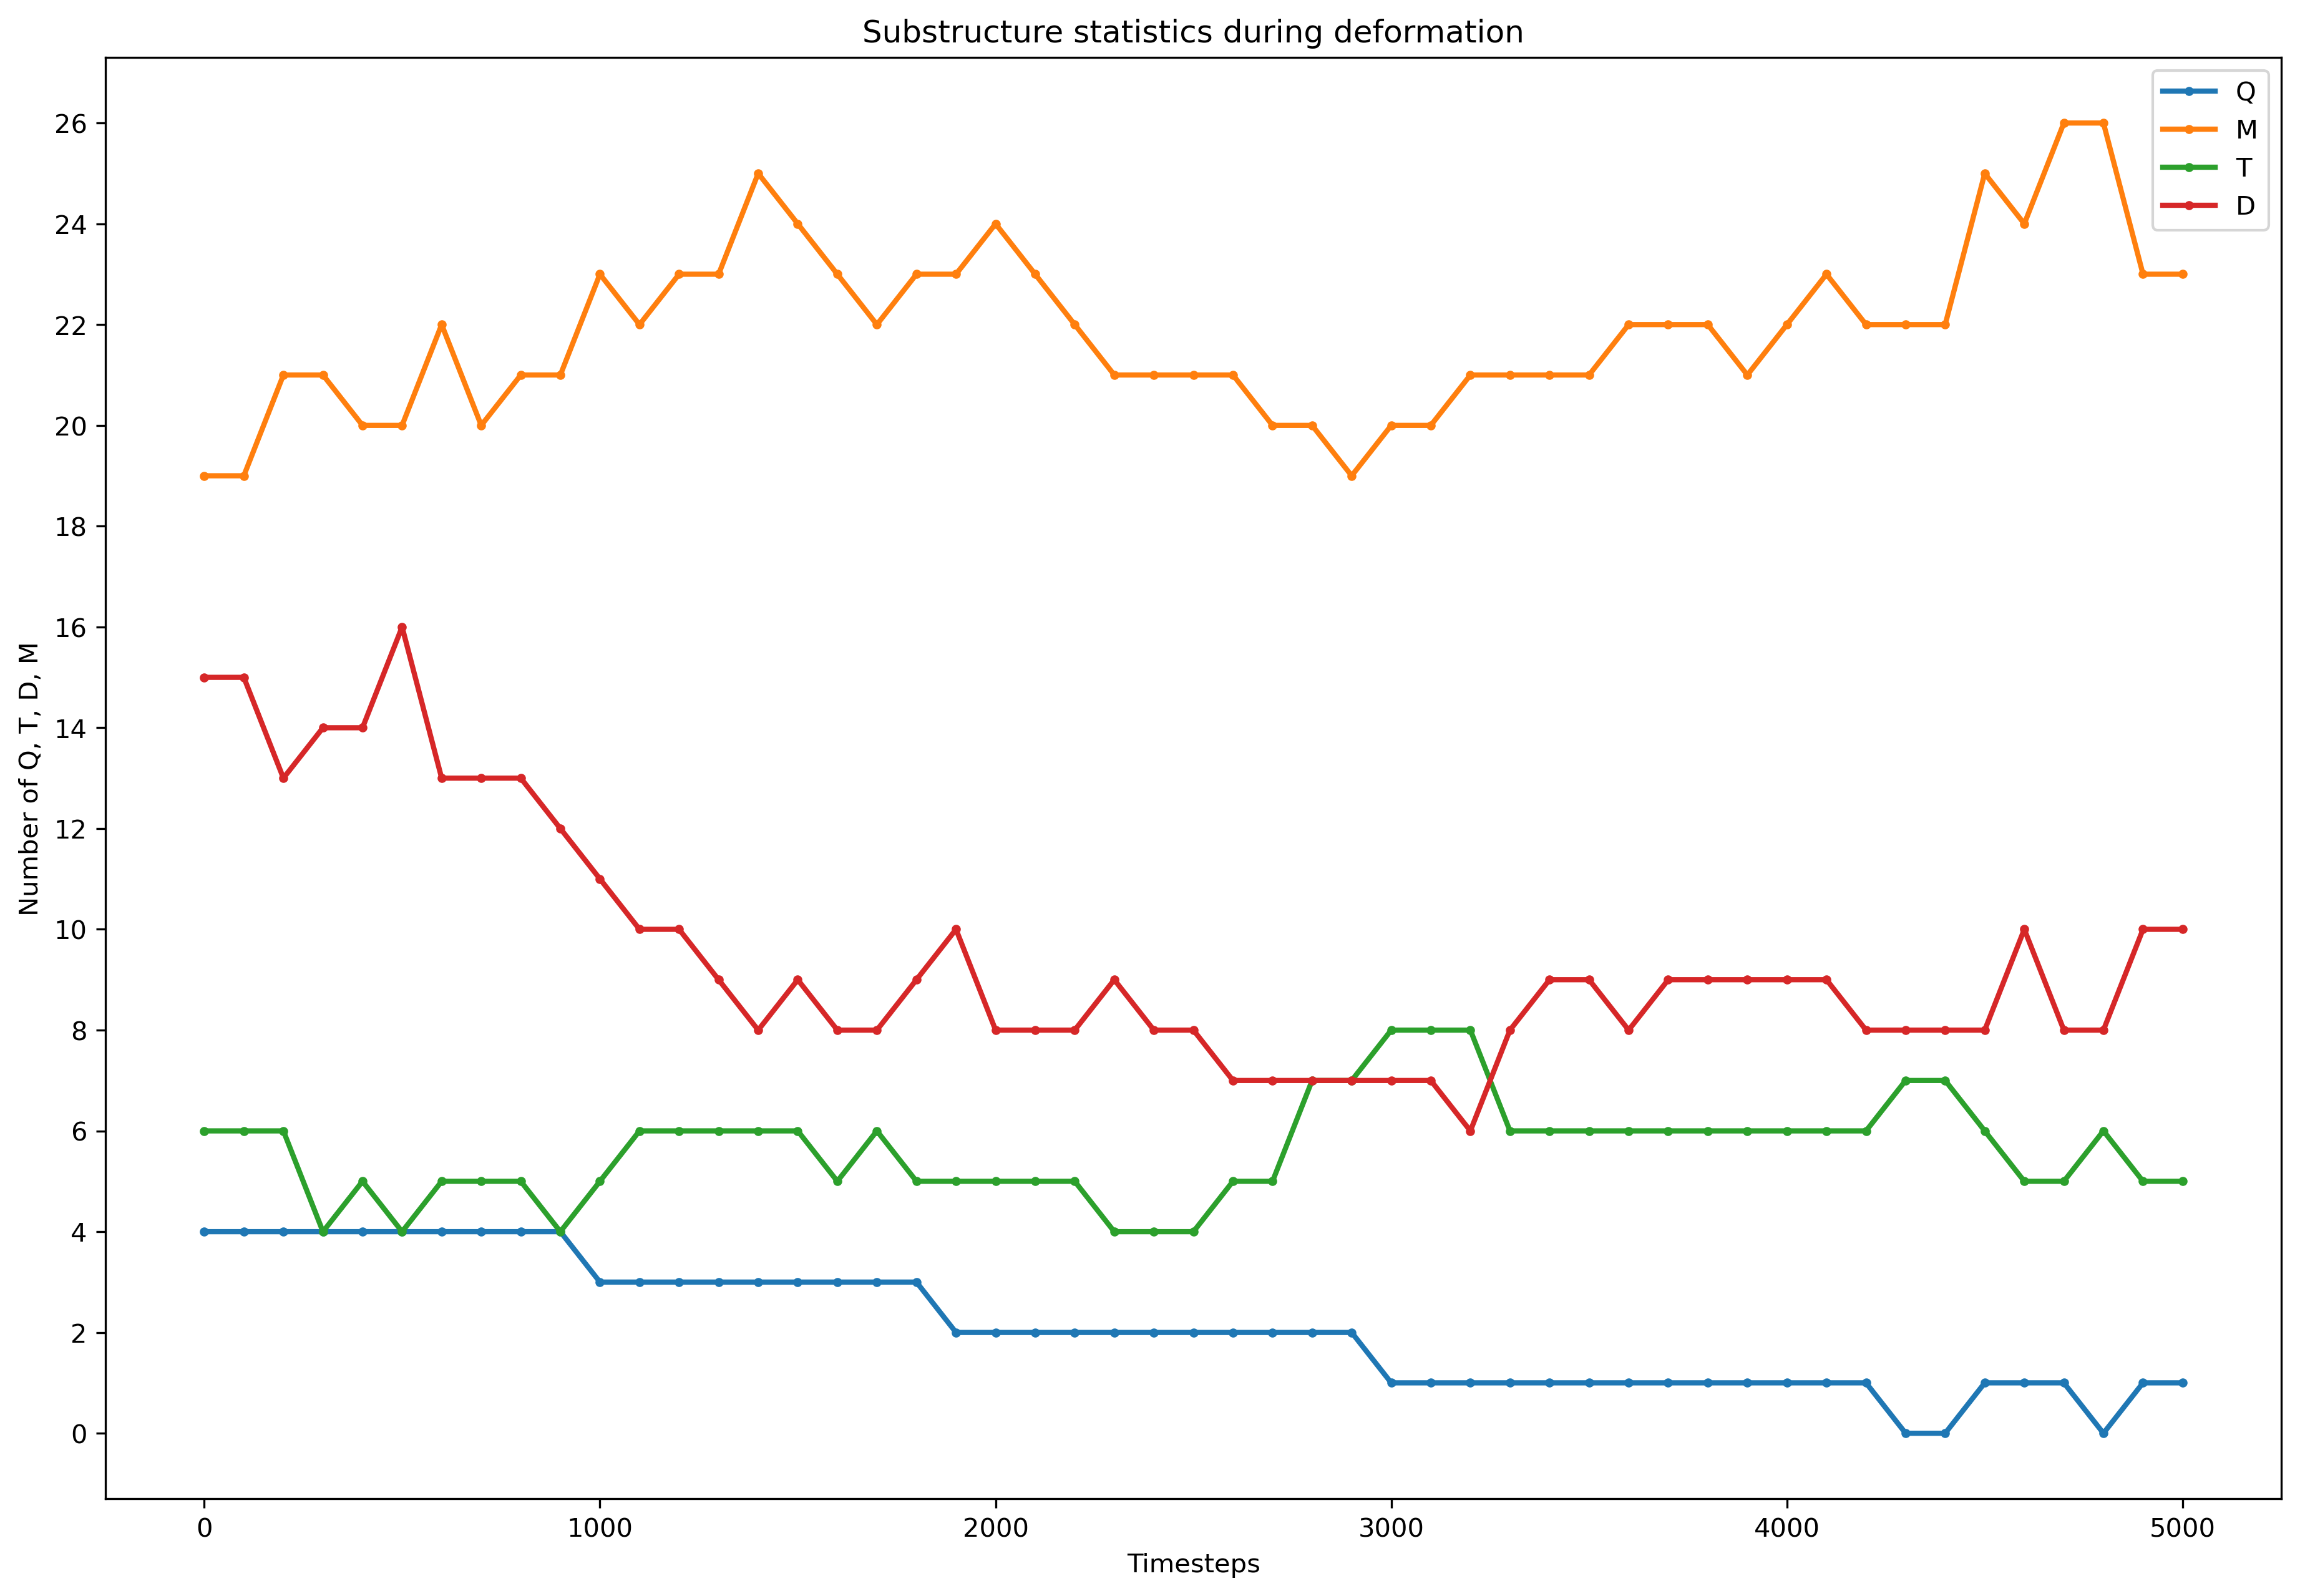 Substructure statistics during deformation
Q
M
T
D
26
24
22
20
18
16
14
12
10
8
6
4
2
0
Number of Q, T, D, M
0 1000 2000 3000 4000 5000
Timesteps